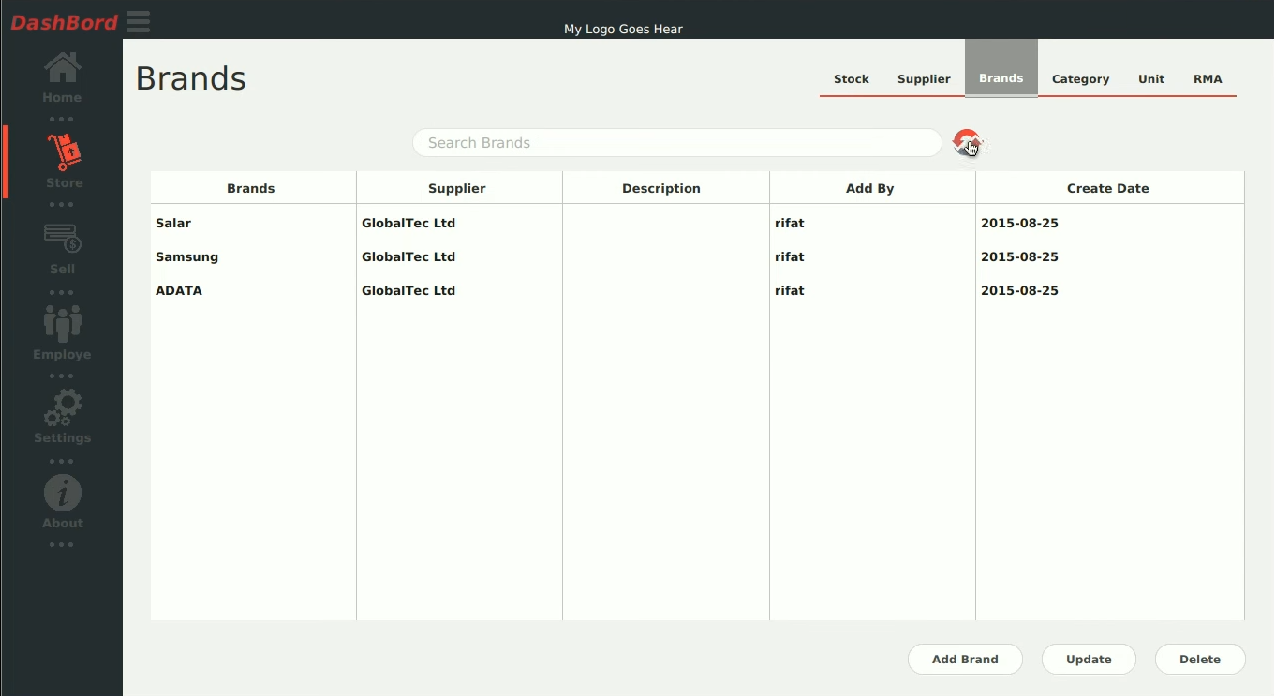 DashBord
My Logo Goes Hear
Home
Store
Sell
Employe
Settings
About
Brands
Stock Supplier Brands Category Unit RMA
Search Brands
Brands Supplier Description Add By Create Date
Salar GlobalTec Ltd rifat 2015-08-25
Samsung GlobalTec Ltd rifat 2015-08-25
ADATA GlobalTec Ltd rifat 2015-08-25
Add Brand Update Delete